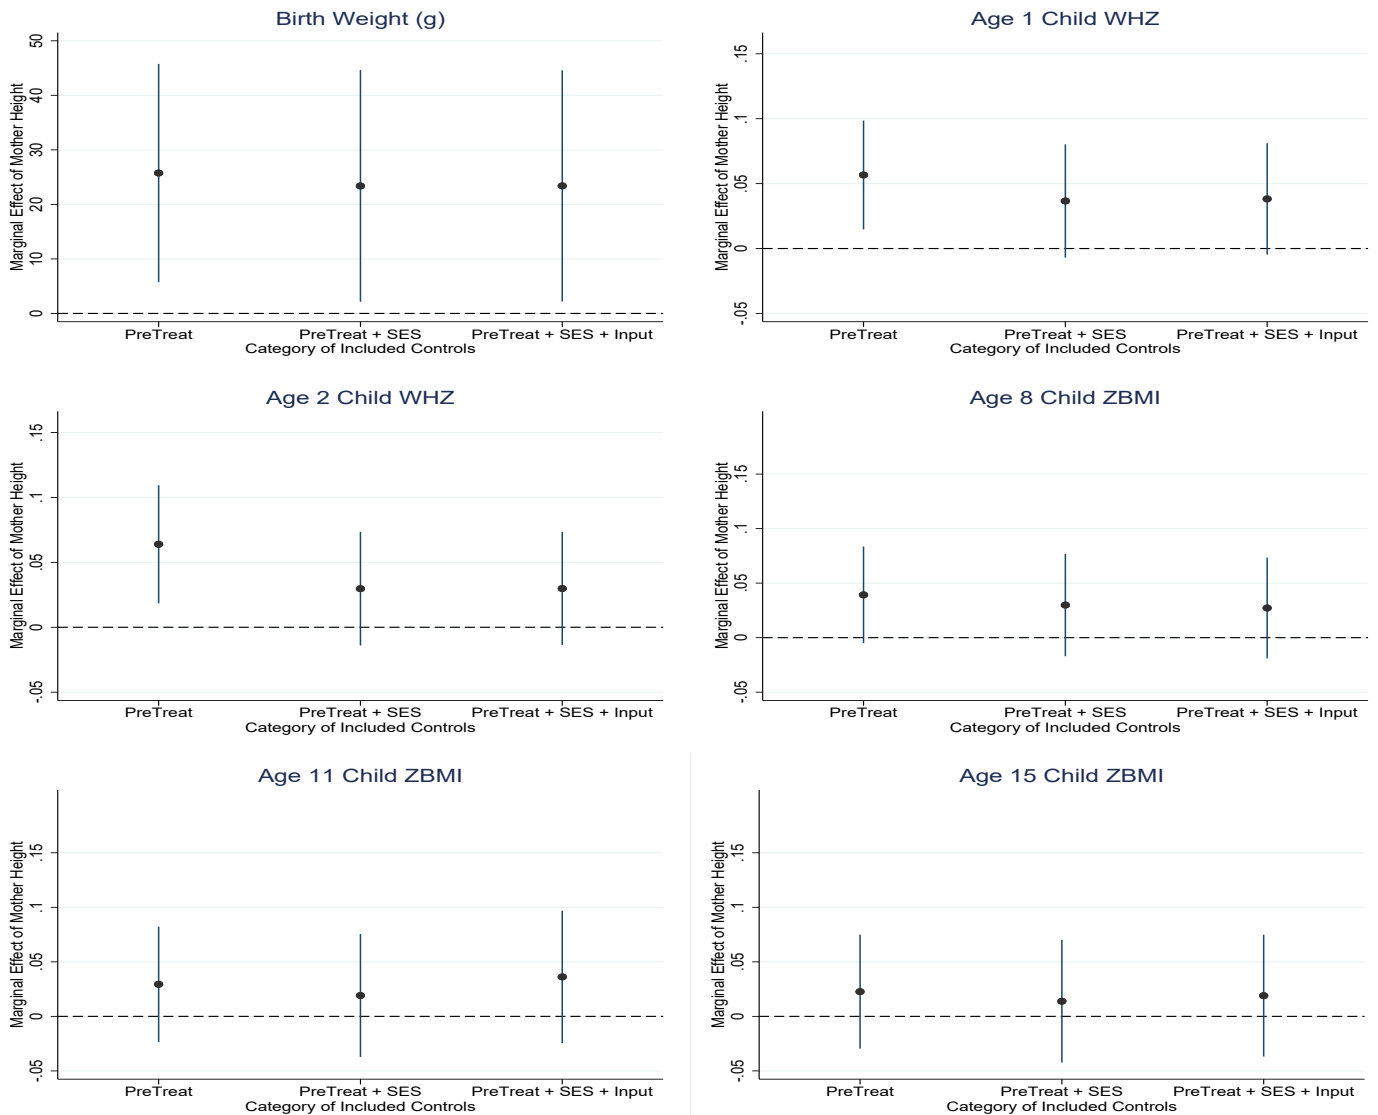 Birth Weight (g)
Marginal Effect of Mother Height
50
40
30
20
10
0
PreTreat
PreTreat + SES
PreTreat + SES + Input
Category of Included Controls
Age 1 Child WHZ
Marginal Effect of Mother Height
.15
.1
.05
0
-.05
PreTreat
PreTreat + SES
PreTreat + SES + Input
Category of Included Controls
Age 2 Child WHZ
Marginal Effect of Mother Height
.15
.1
.05
0
-.05
PreTreat
PreTreat + SES
PreTreat + SES + Input
Category of Included Controls
Age 8 Child ZBMI
Marginal Effect of Mother Height
.15
.1
.05
0
-.05
PreTreat
PreTreat + SES
PreTreat + SES + Input
Category of Included Controls
Age 11 Child ZBMI
Marginal Effect of Mother Height
.15
.1
.05
0
-.05
PreTreat
PreTreat + SES
PreTreat + SES + Input
Category of Included Controls
Age 15 Child ZBMI
Marginal Effect of Mother Height
.15
.1
.05
0
-.05
PreTreat
PreTreat + SES
PreTreat + SES + Input
Category of Included Controls